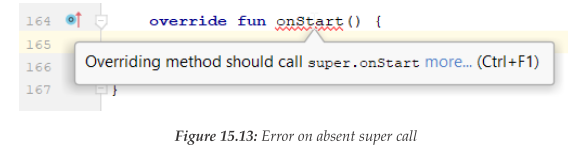 164 override fun onStart() {
165
Overriding method should call super.onStart more... (Ctrl+F1)
166
167 }
Figure 15.13: Error on absent super call